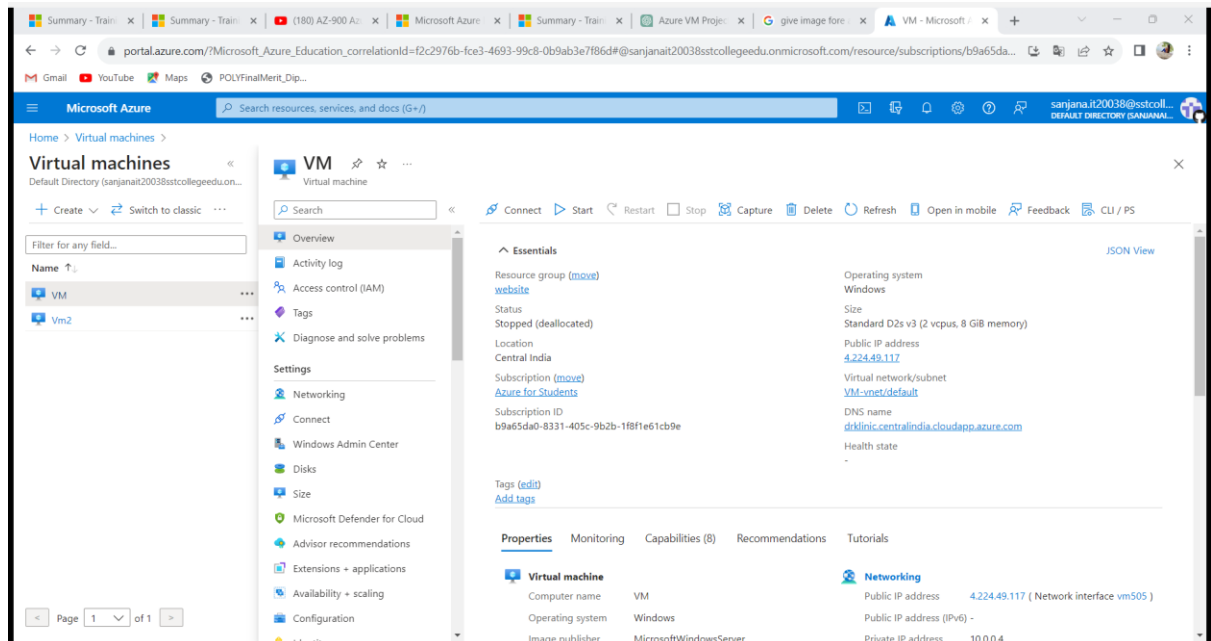 Summary - Traini
Summary - Traini
(180) AZ-900 Az
Microsoft Azure
Summary - Traini
Azure VM Projec
give image fore
VM - Microsoft A
portal.azure.com/?Microsoft_Azure_Education_correlationId=f2c2976b-fce3-4693-99c8-0b9ab3e7f86d#@sanjanait20038sstcollegeedu.onmicrosoft.com/resource/subscriptions/b9a65da...
Gmail YouTube Maps POLYFinalMerit_Dip...
Microsoft Azure
Search resources, services, and docs (G+/)
sanjana.it20038@sstcoll...
DEFAULT DIRECTORY (SANJANAI...
Home > Virtual machines >
Virtual machines
Default Directory (sanjanait20038sstcollegeedu.on...
Create Switch to classic ...
Filter for any field...
Name
VM
Vm2
Page 1 of 1
VM
Virtual machine
Search
Overview
Activity log
Access control (IAM)
Tags
Diagnose and solve problems
Settings
Networking
Connect
Windows Admin Center
Disks
Size
Microsoft Defender for Cloud
Advisor recommendations
Extensions + applications
Availability + scaling
Configuration
Connect Start Restart Stop Capture Delete Refresh Open in mobile Feedback CLI / PS
Essentials
JSON View
Resource group (move)
website
Status
Stopped (deallocated)
Location
Central India
Subscription (move)
Azure for Students
Subscription ID
b9a65da0-8331-405c-9b2b-1f8f1e61cb9e
Operating system
Windows
Size
Standard D2s v3 (2 vcpus, 8 GiB memory)
Public IP address
4.224.49.117
Virtual network/subnet
VM-vnet/default
DNS name
drklinic.centralindia.cloudapp.azure.com
Health state
-
Tags (edit)
Add tags
Properties Monitoring Capabilities (8) Recommendations Tutorials
Virtual machine
Computer name VM
Operating system Windows
Image publisher MicrosoftWindowsServer
Networking
Public IP address 4.224.49.117 ( Network interface vm505 )
Public IP address (IPv6) -
Private IP address 10.0.0.4